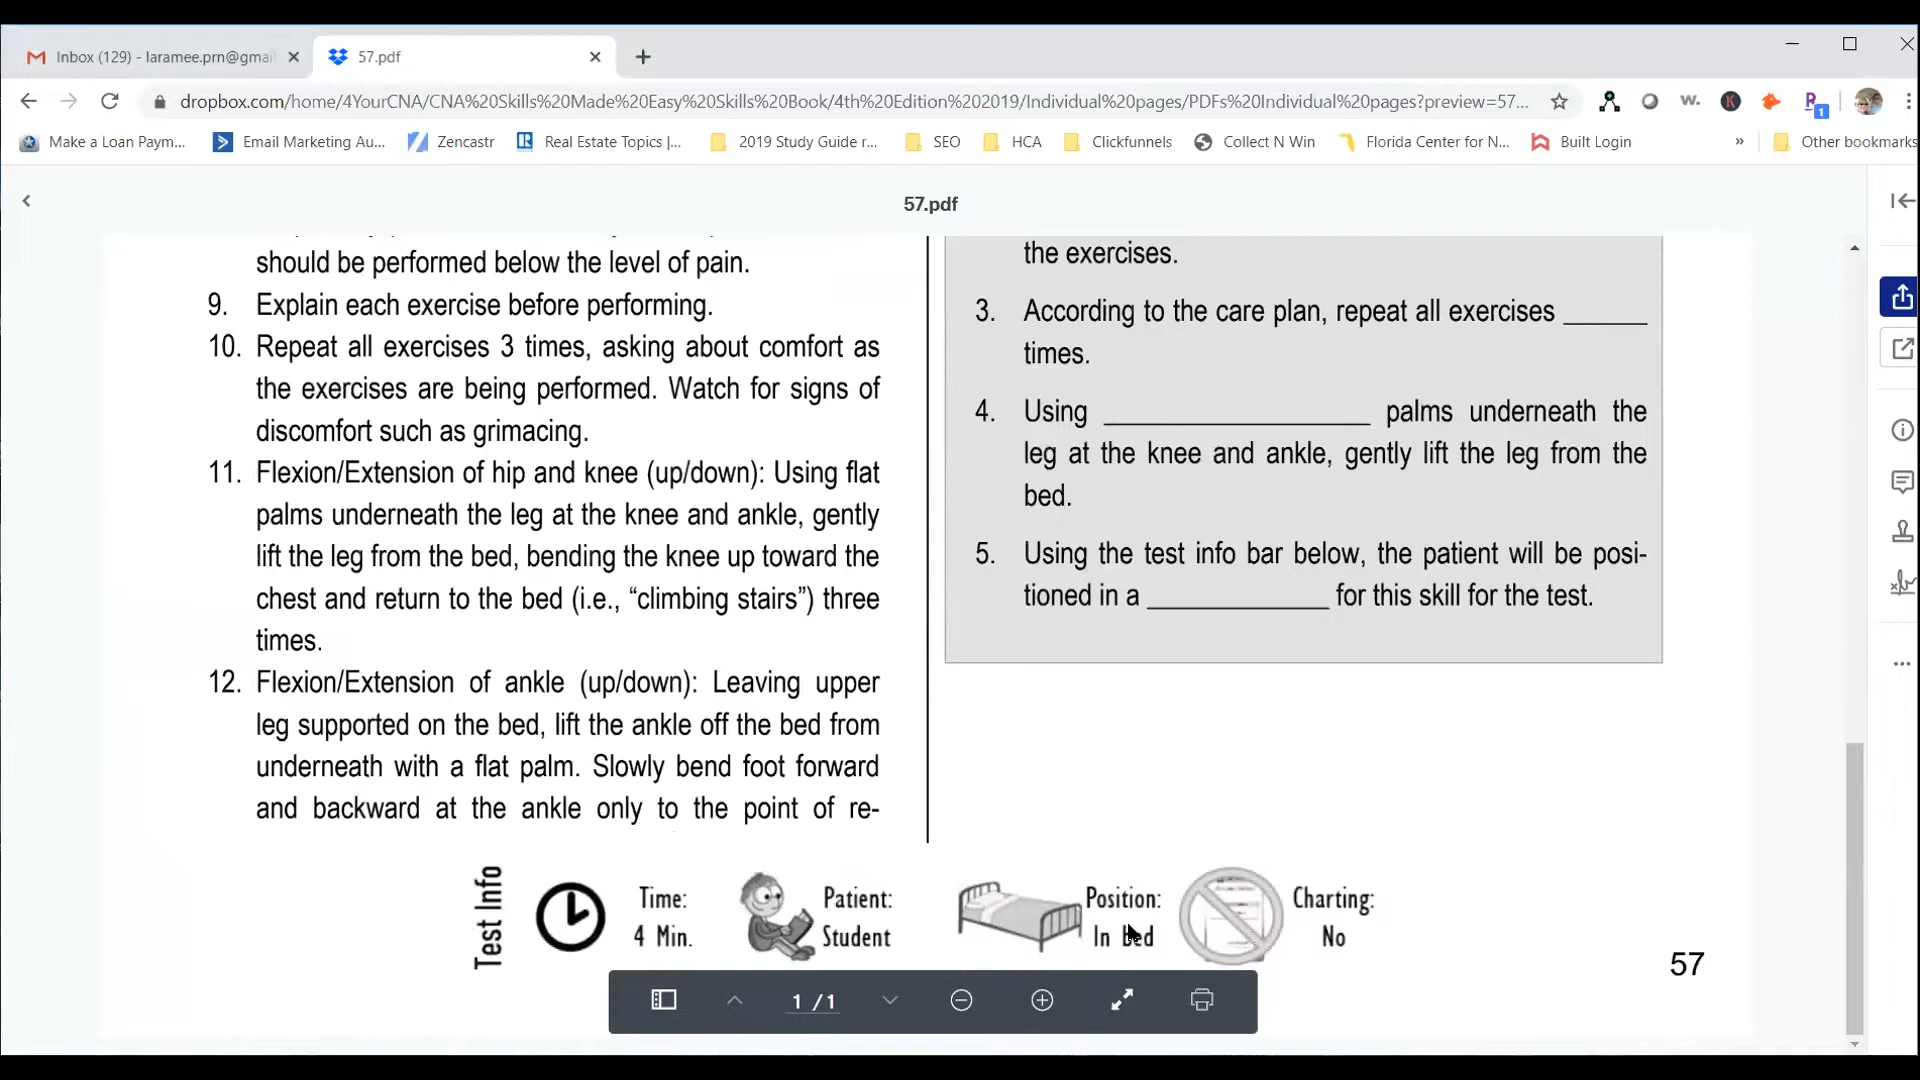 Inbox (129) - laramee.prn@gmai
57.pdf
dropbox.com/home/4YourCNA/CNA%20Skills%20Made%20Easy%20Skills%20Book/4th%20Edition%202019/Individual%20pages/PDFs%20Individual%20pages?preview=57...
Make a Loan Paym...
Email Marketing Au...
Zencastr
Real Estate Topics |...
2019 Study Guide r...
SEO
HCA
Clickfunnels
Collect N Win
Florida Center for N...
Built Login
»
Other bookmarks
57.pdf
should be performed below the level of pain.
9. Explain each exercise before performing.
10. Repeat all exercises 3 times, asking about comfort as
the exercises are being performed. Watch for signs of
discomfort such as grimacing.
11. Flexion/Extension of hip and knee (up/down): Using flat
palms underneath the leg at the knee and ankle, gently
lift the leg from the bed, bending the knee up toward the
chest and return to the bed (i.e., “climbing stairs”) three
times.
12. Flexion/Extension of ankle (up/down): Leaving upper
leg supported on the bed, lift the ankle off the bed from
underneath with a flat palm. Slowly bend foot forward
and backward at the ankle only to the point of re-
the exercises.
3. According to the care plan, repeat all exercises ______
times.
4. Using ___________________ palms underneath the
leg at the knee and ankle, gently lift the leg from the
bed.
5. Using the test info bar below, the patient will be posi-
tioned in a _____________ for this skill for the test.
Test Info
Time:
4 Min.
Patient:
Student
Position:
In bed
Charting:
No
57
1 /1